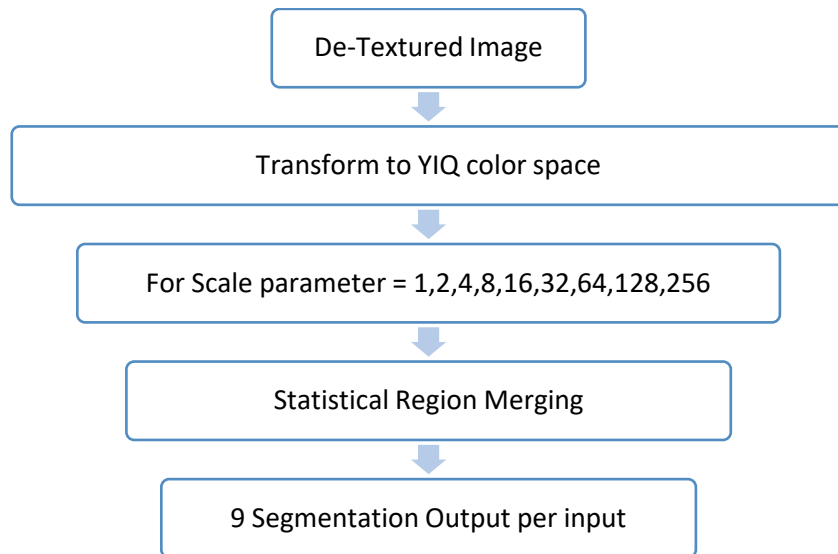 De-Textured Image
Transform to YIQ color space
For Scale parameter = 1,2,4,8,16,32,64,128,256
Statistical Region Merging
9 Segmentation Output per input